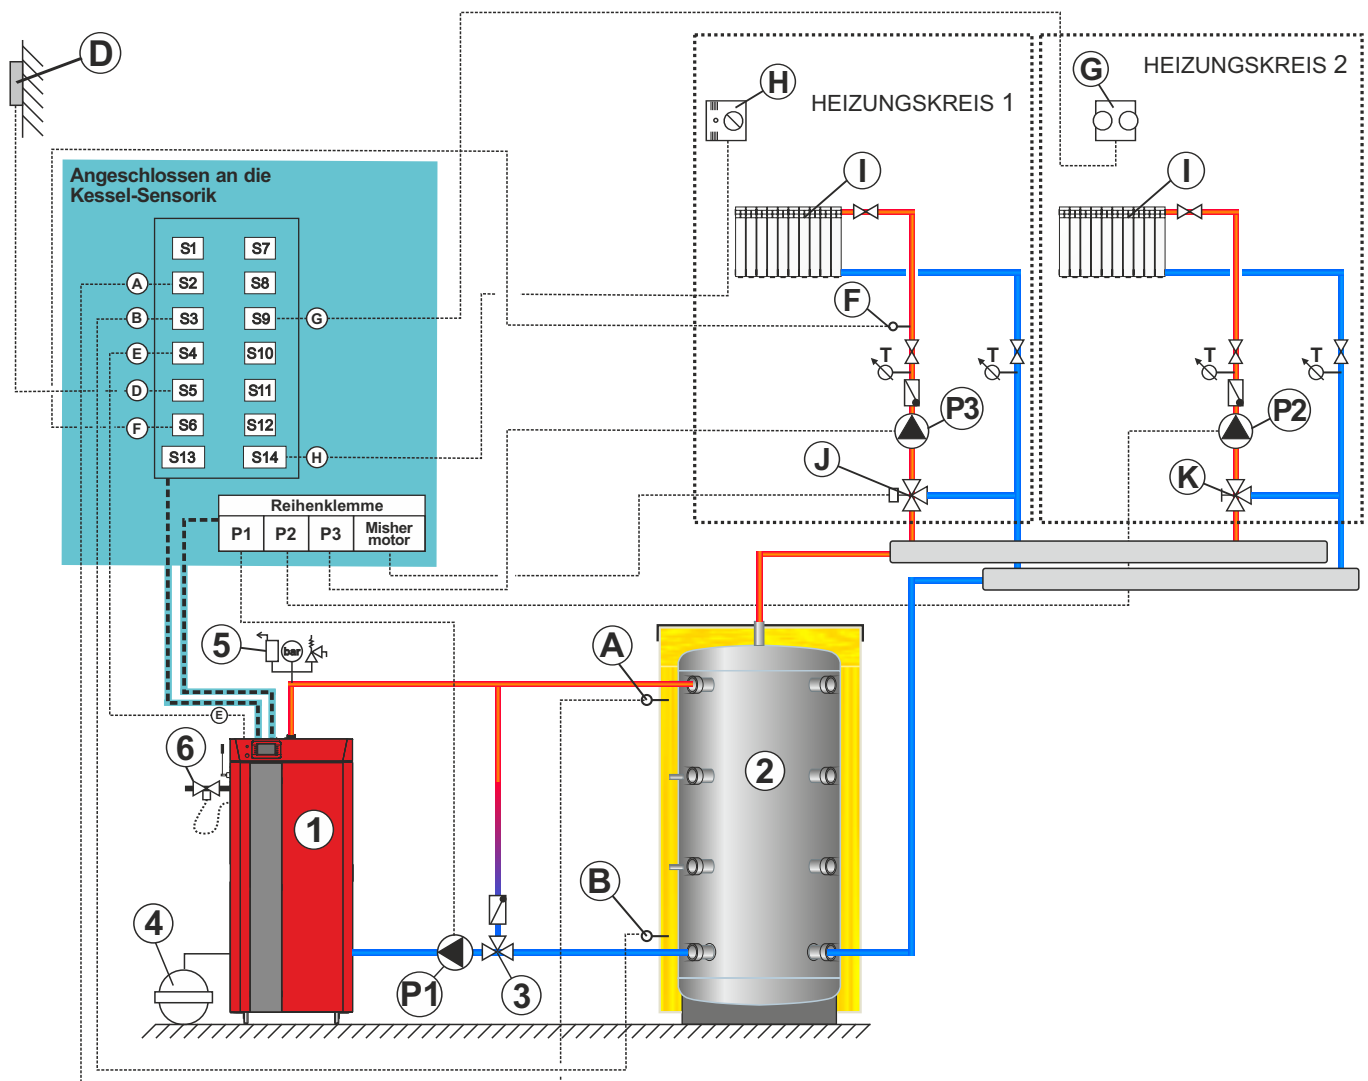 D
H
HEIZUNGSKREIS 1
G
HEIZUNGSKREIS 2
Angeschlossen an die
Kessel-Sensorik
I
I
S1 S7
A S2 S8
B S3 S9 G
E S4 S10
D S5 S11
F S6 S12
S13 S14 H
F
T T
T T
P3
P2
J
K
Reihenklemme
P1 P2 P3 Misher
motor
5
bar
A
E
6
1
2
B
4
P1
3